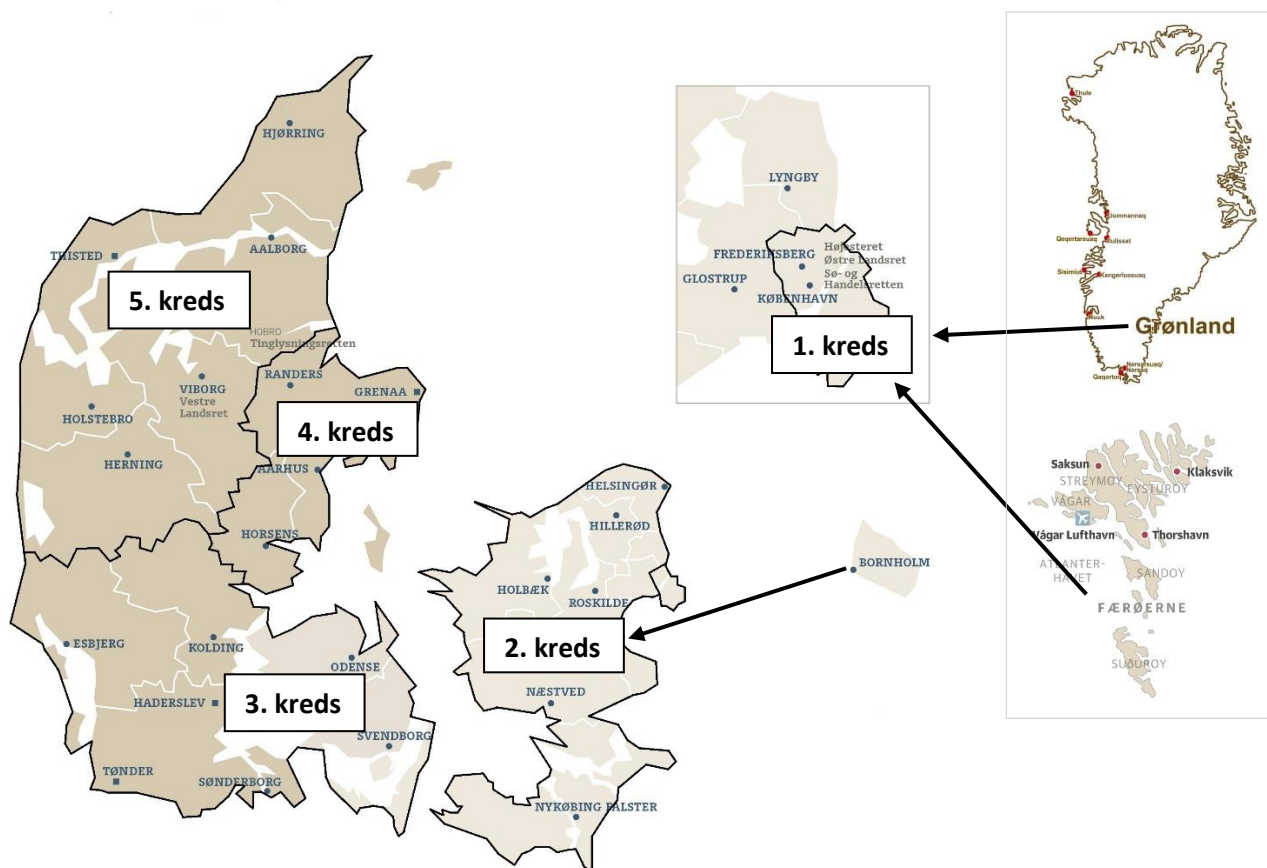 HJØRRING
AALBORG
THISTED
5. kreds
HOBRO
Tinglysningsretten
VIBORG
Vestre
Landsret
RANDERS
GRENAA
HOLSTEBRO
4. kreds
HERNING
AARHUS
HORSENS
ESBJERG
KOLDING
ODENSE
HADERSLEV
3. kreds
SVENDBORG
TØNDER
SØNDERBORG
HELSINGØR
HILLERØD
HOLBÆK
ROSKILDE
2. kreds
NÆSTVED
NYKØBING FALSTER
BORNHOLM
LYNGBY
FREDERIKSBERG
Højesteret
Østre Landsret
Sø- og
Handelsretten
GLOSTRUP
KØBENHAVN
1. kreds
Thule
Uummannaq
Qeqertarsuaq
Ilulissat
Sisimiut
Kangerlussuaq
Nuuk
Grønland
Narsarsuaq/
Narsaq
Qaqortoq
Saksun
STREYMOY
Klaksvik
EYSTUROY
VÁGAR
Vágar Lufthavn
Thorshavn
ATLANTER-
HAVET
SANDOY
FÆRØERNE
SUÐUROY